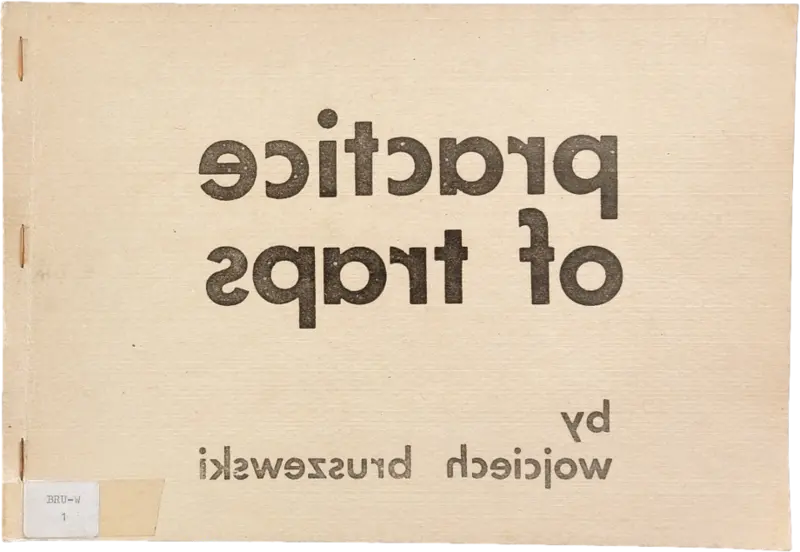 practice
of traps
by
wojciech bruszewski
BRU-W
1